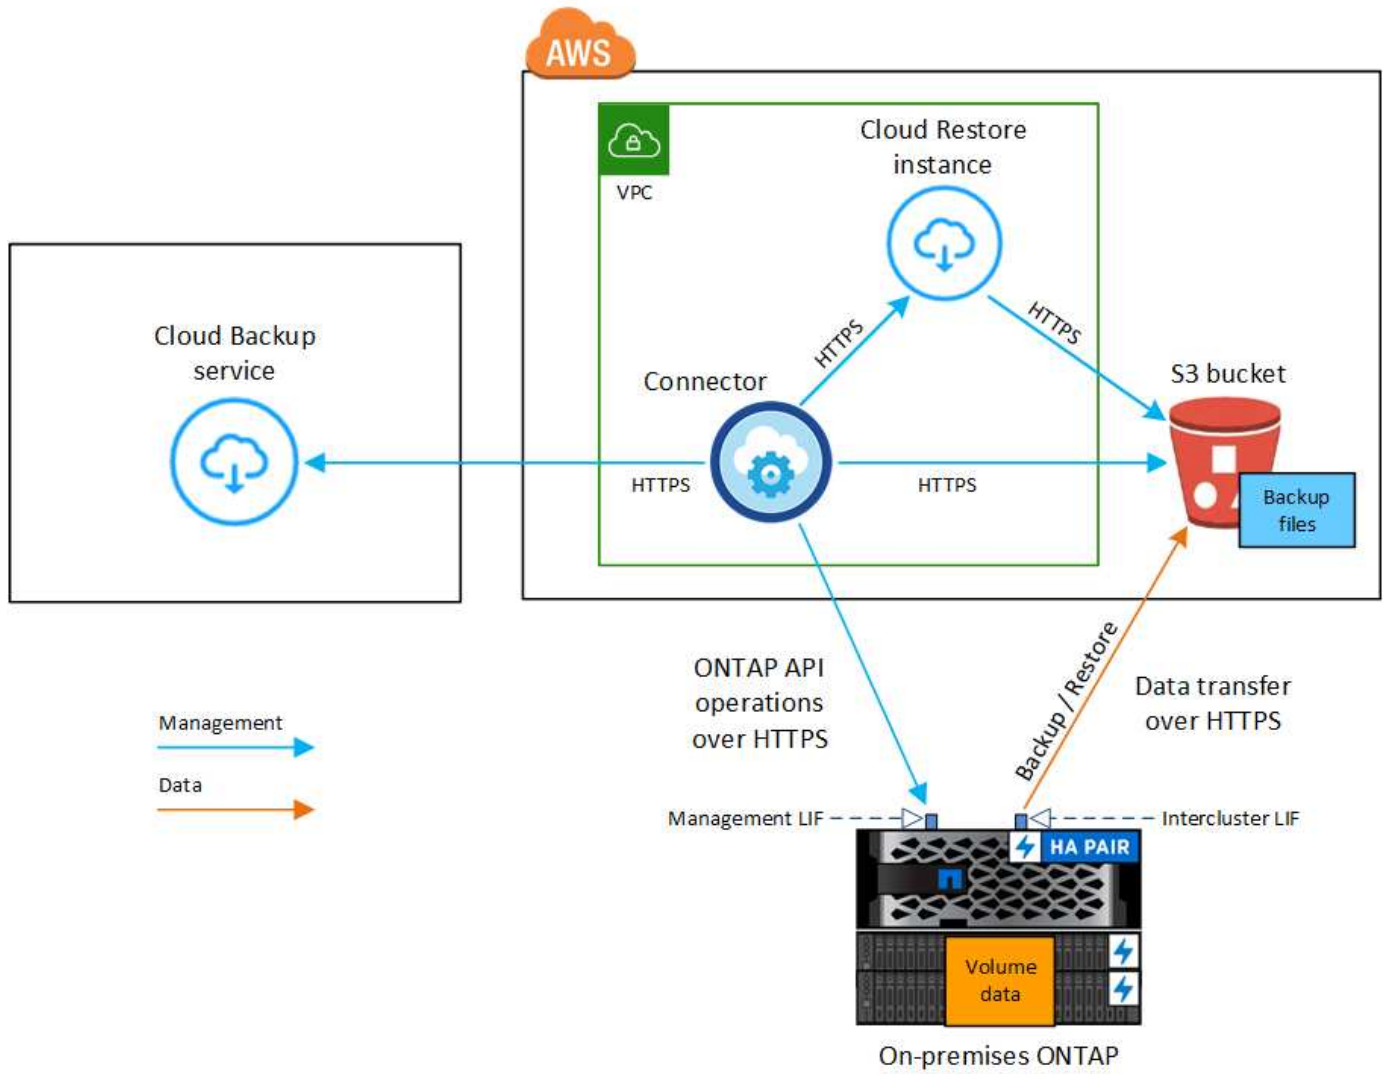 AWS
Cloud Restore
instance
VPC
HTTPS
HTTPS
Cloud Backup
service
Connector
S3 bucket
HTTPS
HTTPS
Backup
files
ONTAP API
operations
over HTTPS
Backup / Restore
Data transfer
over HTTPS
Management
Data
Management LIF
Intercluster LIF
HA PAIR
Volume
data
On-premises ONTAP